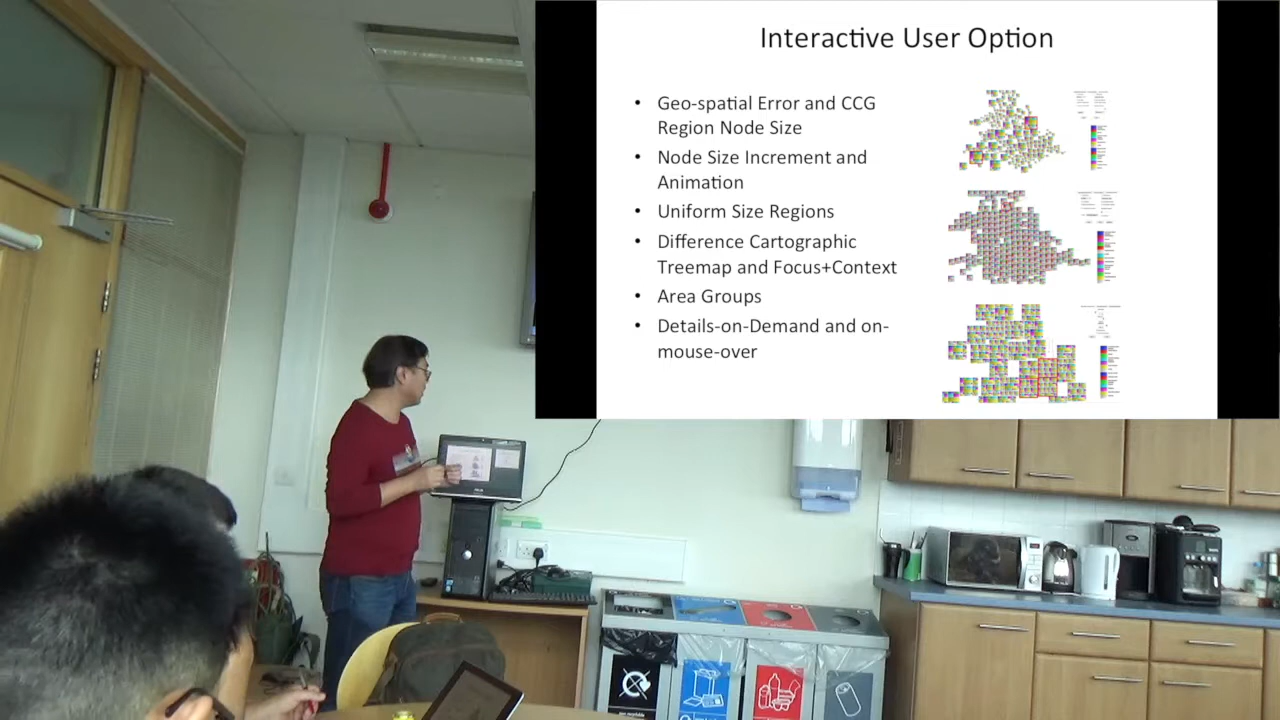 Interactive User Option
• Geo-spatial Error and CCG
Region Node Size
• Node Size Increment and
Animation
• Uniform Size Regions
• Difference Cartographic
Treemap and Focus+Context
• Area Groups
• Details-on-Demand and on-
mouse-over